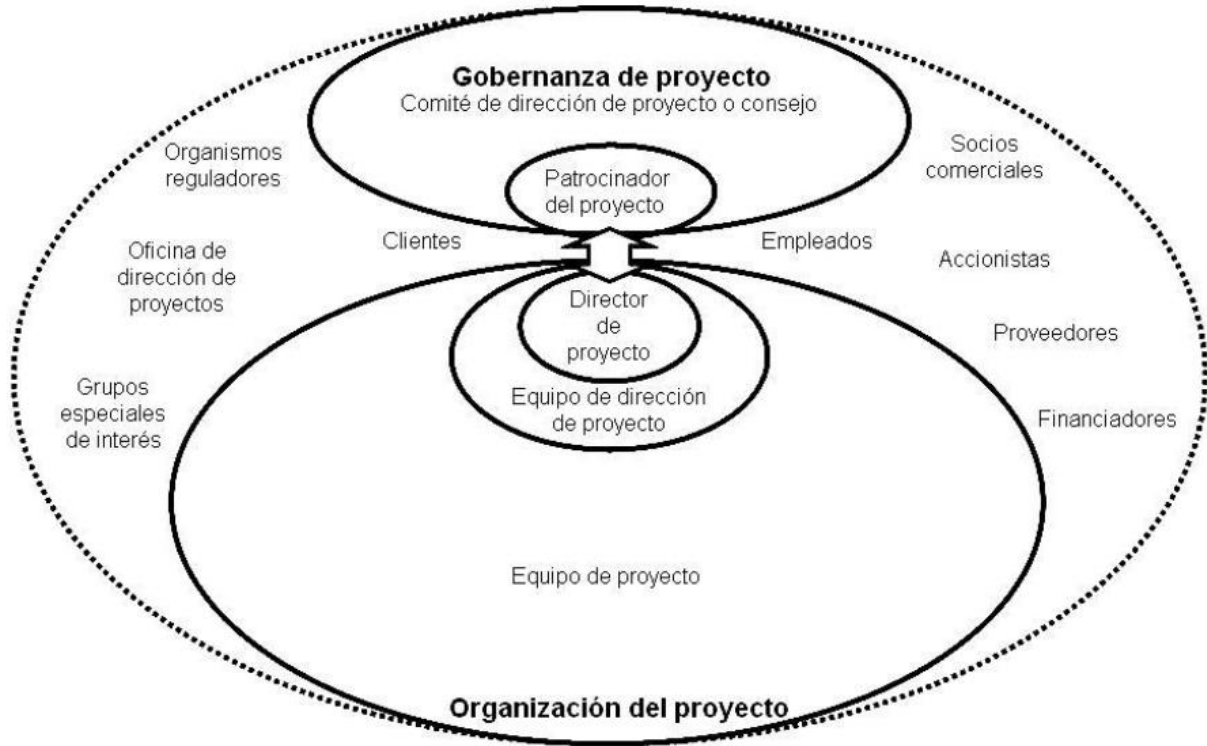 Gobernanza de proyecto
Comité de dirección de proyecto o consejo
Organismos
reguladores
Socios
comerciales
Patrocinador
del proyecto
Clientes
Empleados
Oficina de
dirección de
proyectos
Accionistas
Director
de
proyecto
Proveedores
Grupos
especiales
de interés
Equipo de dirección
de proyecto
Financiadores
Equipo de proyecto
Organización del proyecto